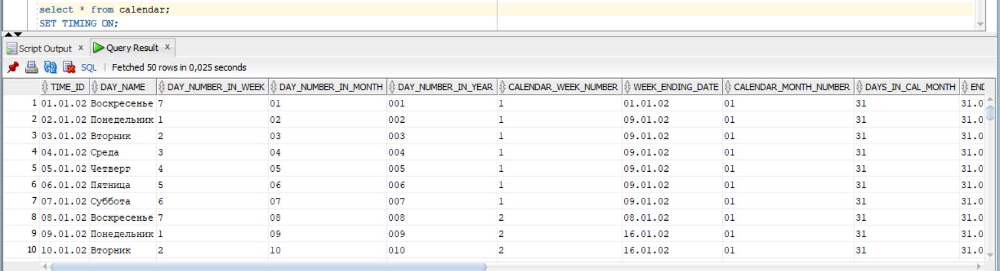 select * from calendar;
SET TIMING ON;
Script Output x Query Result x
SQL | Fetched 50 rows in 0,025 seconds
TIME_ID DAY_NAME DAY_NUMBER_IN_WEEK DAY_NUMBER_IN_MONTH DAY_NUMBER_IN_YEAR CALENDAR_WEEK_NUMBER WEEK_ENDING_DATE CALENDAR_MONTH_NUMBER DAYS_IN_CAL_MONTH END
1 01.01.02 Воскресенье 7 01 001 1 01.01.02 01 31 31.0
2 02.01.02 Понедельник 1 02 002 1 09.01.02 01 31 31.0
3 03.01.02 Вторник 2 03 003 1 09.01.02 01 31 31.0
4 04.01.02 Среда 3 04 004 1 09.01.02 01 31 31.0
5 05.01.02 Четверг 4 05 005 1 09.01.02 01 31 31.0
6 06.01.02 Пятница 5 06 006 1 09.01.02 01 31 31.0
7 07.01.02 Суббота 6 07 007 1 09.01.02 01 31 31.0
8 08.01.02 Воскресенье 7 08 008 2 08.01.02 01 31 31.0
9 09.01.02 Понедельник 1 09 009 2 16.01.02 01 31 31.0
10 10.01.02 Вторник 2 10 010 2 16.01.02 01 31 31.0